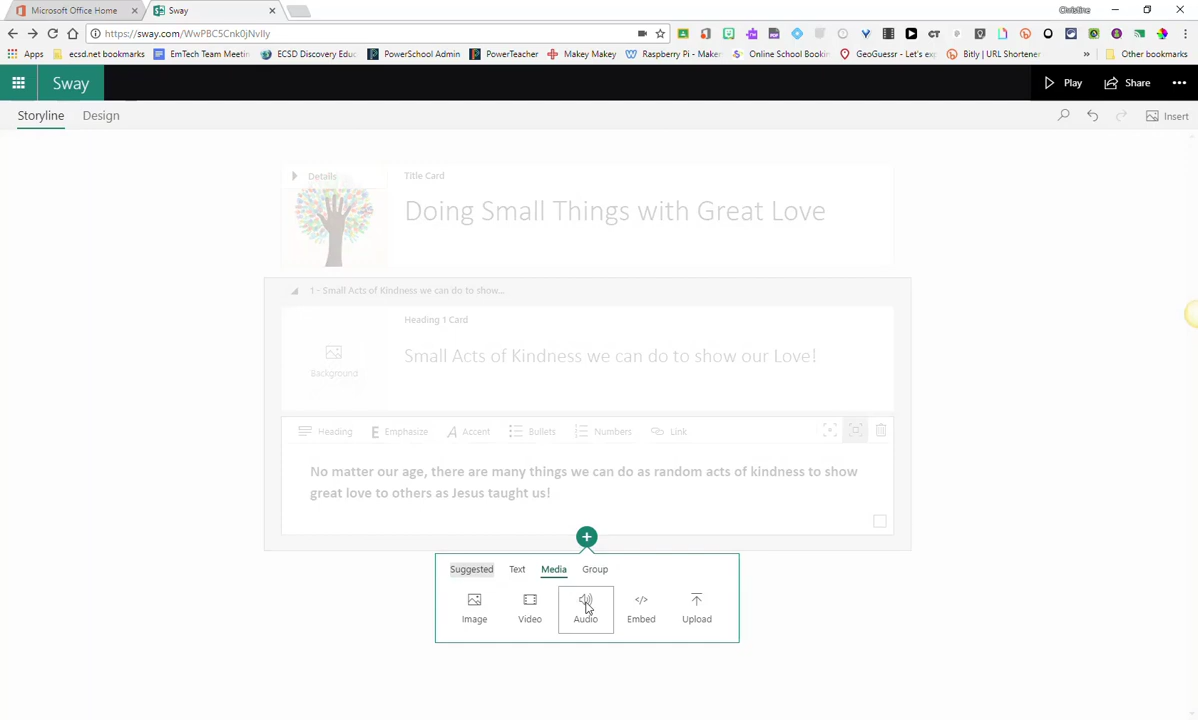 Microsoft Office Home
Sway
Christine
https://sway.com/WwPBC5Cnk0jNvIly
Apps
ecsd.net bookmarks
EmTech Team Meetin
ECSD Discovery Educ
PowerSchool Admin
PowerTeacher
Makey Makey
Raspberry Pi - Maker
Online School Bookin
GeoGuessr - Let's exp
Bitly | URL Shortener
Other bookmarks
Sway
Play
Share
Storyline
Design
Insert
Details
Title Card
Doing Small Things with Great Love
1 - Small Acts of Kindness we can do to show...
Heading 1 Card
Small Acts of Kindness we can do to show our Love!
Background
Heading
Emphasize
Accent
Bullets
Numbers
Link
No matter our age, there are many things we can do as random acts of kindness to show
great love to others as Jesus taught us!
Suggested
Text
Media
Group
Image
Video
Audio
Embed
Upload